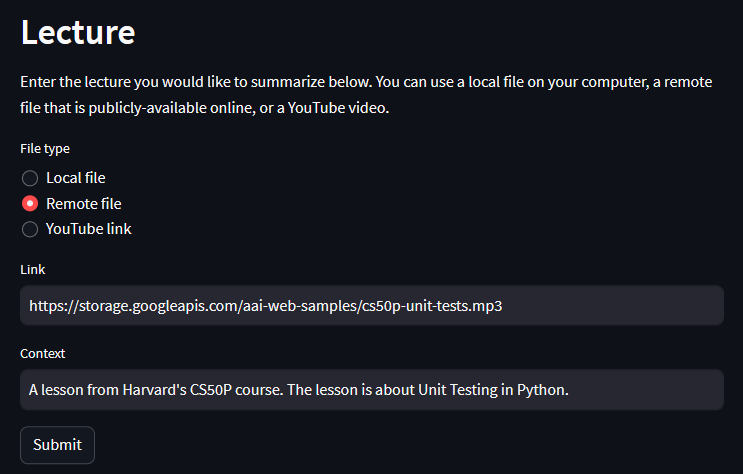 Lecture
Enter the lecture you would like to summarize below. You can use a local file on your computer, a remote
file that is publicly-available online, or a YouTube video.
File type
Local file
Remote file
YouTube link
Link
https://storage.googleapis.com/aai-web-samples/cs50p-unit-tests.mp3
Context
A lesson from Harvard's CS50P course. The lesson is about Unit Testing in Python.
Submit